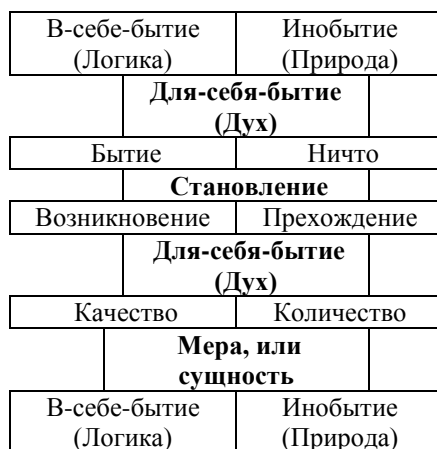 В-себе-бытие Инобытие
(Логика) (Природа)
Для-себя-бытие
(Дух)
Бытие Ничто
Становление
Возникновение Прехождение
Для-себя-бытие
(Дух)
Качество Количество
Мера, или
сущность
В-себе-бытие Инобытие
(Логика) (Природа)